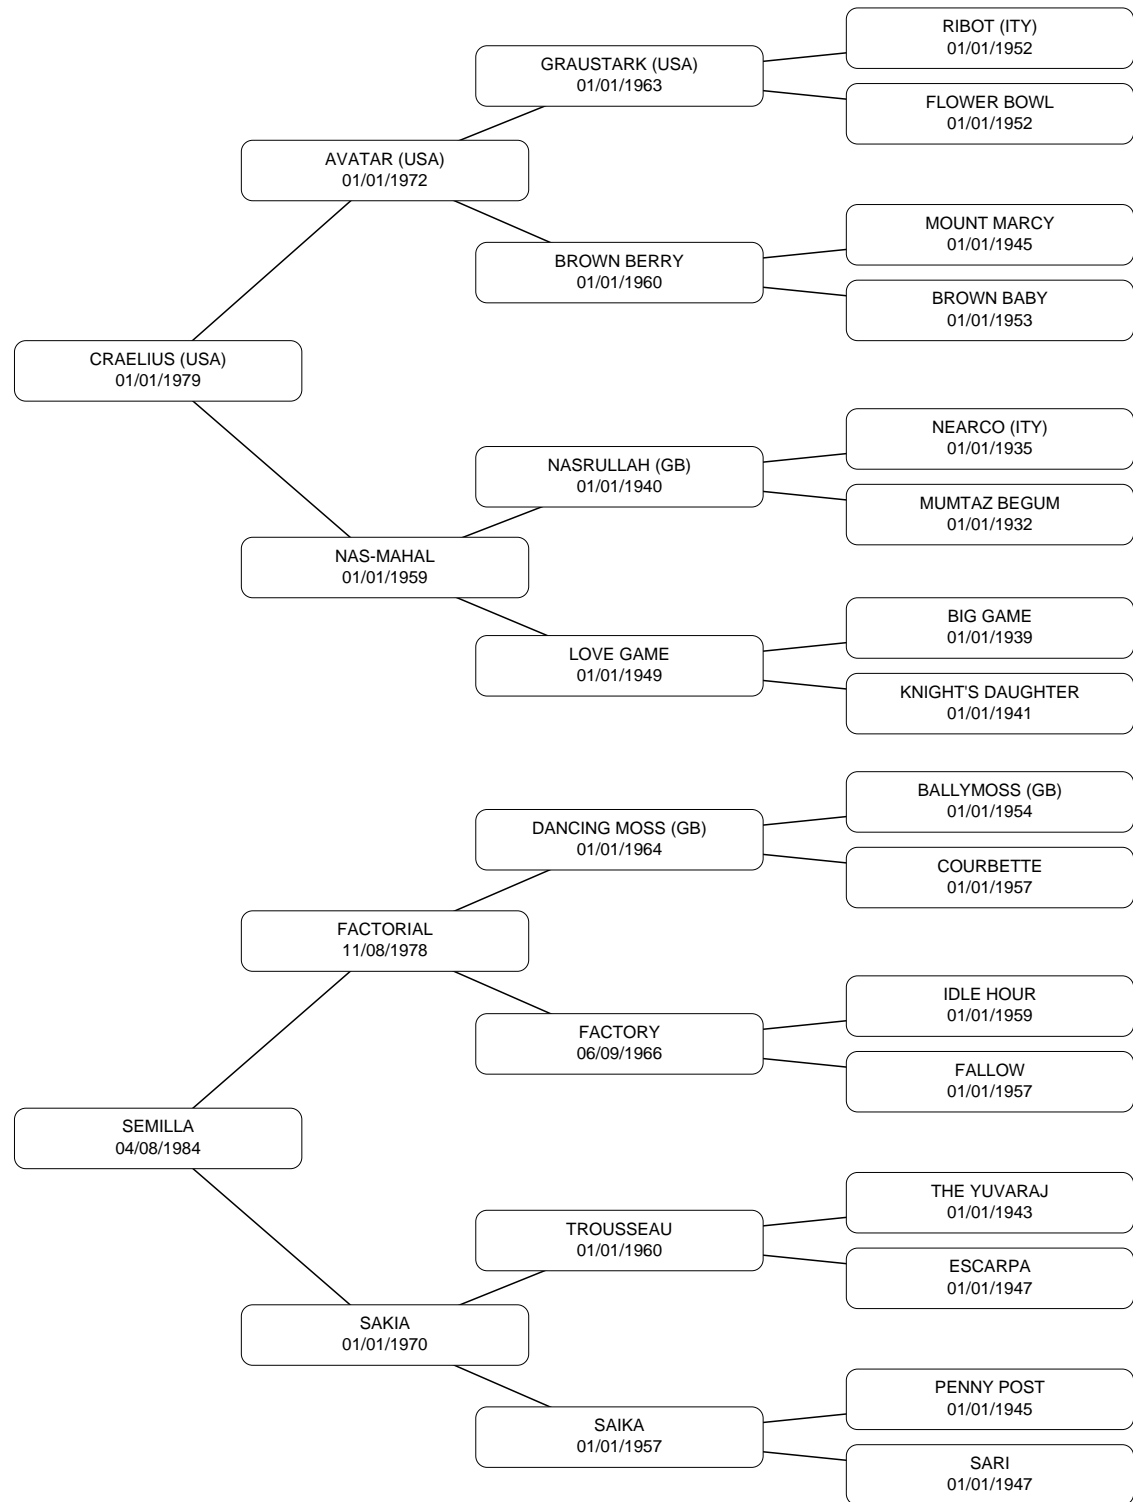 RIBOT (ITY)
01/01/1952
GRAUSTARK (USA)
01/01/1963
FLOWER BOWL
01/01/1952
AVATAR (USA)
01/01/1972
MOUNT MARCY
01/01/1945
BROWN BERRY
01/01/1960
BROWN BABY
01/01/1953
CRAELIUS (USA)
01/01/1979
NEARCO (ITY)
01/01/1935
NASRULLAH (GB)
01/01/1940
MUMTAZ BEGUM
01/01/1932
NAS-MAHAL
01/01/1959
BIG GAME
01/01/1939
LOVE GAME
01/01/1949
KNIGHT'S DAUGHTER
01/01/1941
BALLYMOSS (GB)
01/01/1954
DANCING MOSS (GB)
01/01/1964
COURBETTE
01/01/1957
FACTORIAL
11/08/1978
IDLE HOUR
01/01/1959
FACTORY
06/09/1966
FALLOW
01/01/1957
SEMILLA
04/08/1984
THE YUVARAJ
01/01/1943
TROUSSEAU
01/01/1960
ESCARPA
01/01/1947
SAKIA
01/01/1970
PENNY POST
01/01/1945
SAIKA
01/01/1957
SARI
01/01/1947